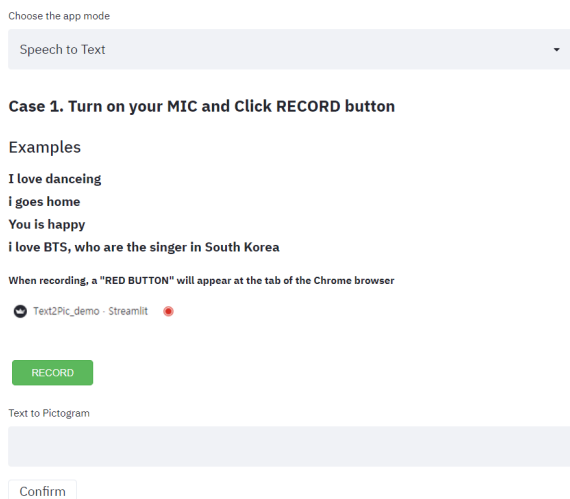 Choose the app mode
Speech to Text
Case 1. Turn on your MIC and Click RECORD button
Examples
I love danceing
i goes home
You is happy
i love BTS, who are the singer in South Korea
When recording, a "RED BUTTON" will appear at the tab of the Chrome browser
Text2Pic_demo · Streamlit
RECORD
Text to Pictogram
Confirm